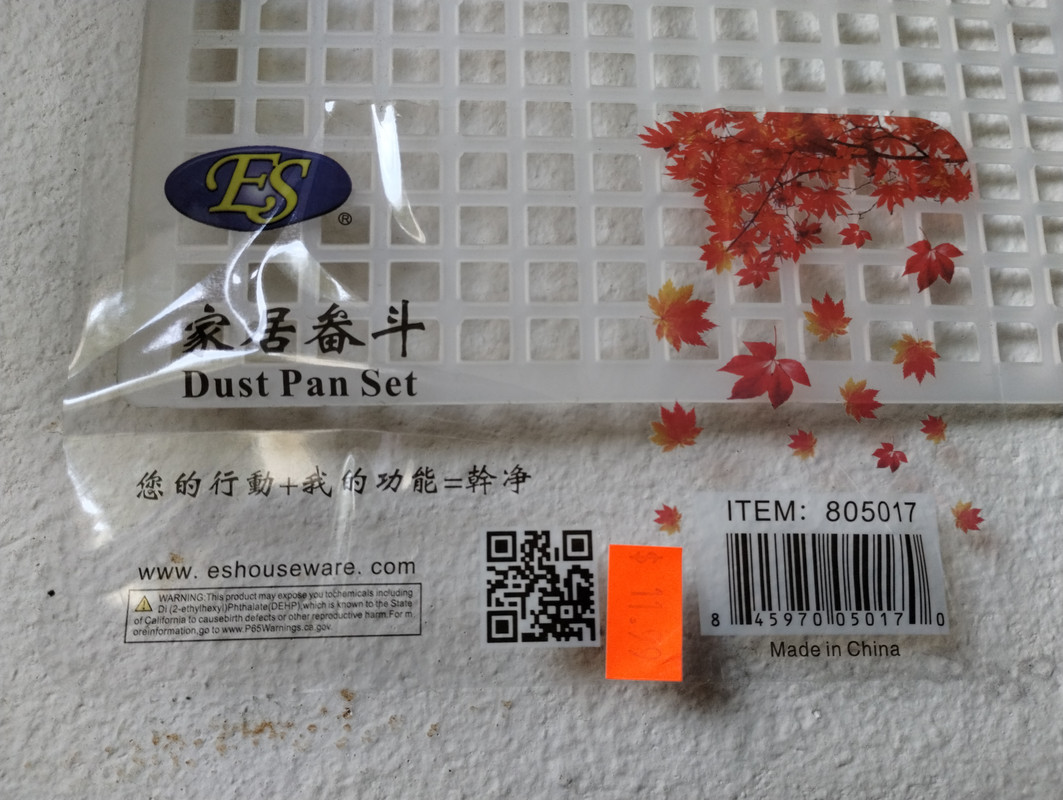 ES®
家居畚斗
Dust Pan Set
您的行動+我的功能=幹净
www. eshouseware. com
WARNING:This product may expose you tochemicals including
Di (2-ethylhexyl)Phthalate(DEHP),which is known to the State
of California to causebirth defects or other reproductive harm.For m
oreinformation,go to www.P65Warnings.ca.gov.
ITEM: 805017
8 45970 05017 0
Made in China